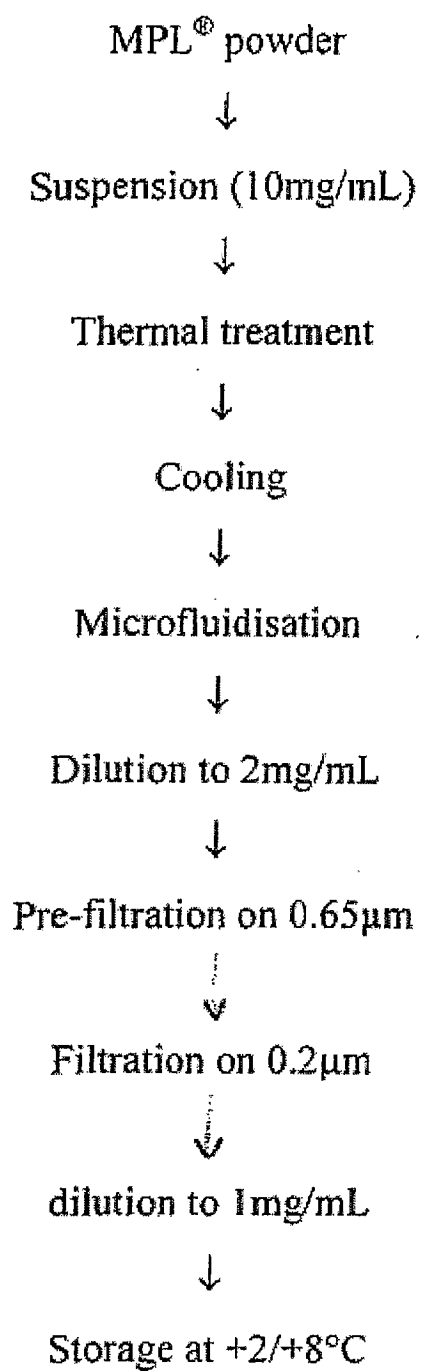 MPL® powder
↓
Suspension (10mg/mL)
↓
Thermal treatment
↓
Cooling
↓
Microfluidisation
↓
Dilution to 2mg/mL
↓
Pre-filtration on 0.65µm
↓
Filtration on 0.2µm
↓
dilution to 1mg/mL
↓
Storage at +2/+8°C